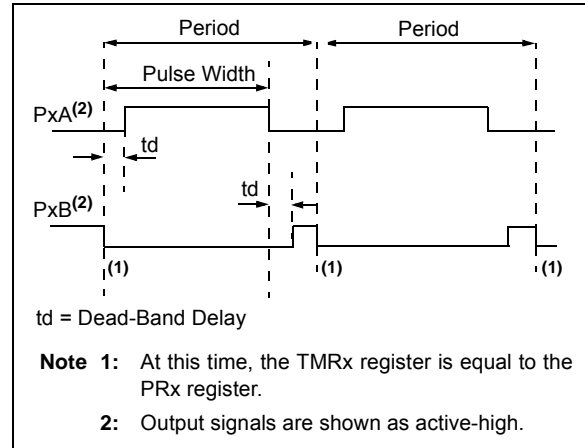 Period Period
Pulse Width
PxA(2)
td
td
PxB(2)
(1) (1) (1)
td = Dead-Band Delay
Note 1: At this time, the TMRx register is equal to the
PRx register.
2: Output signals are shown as active-high.